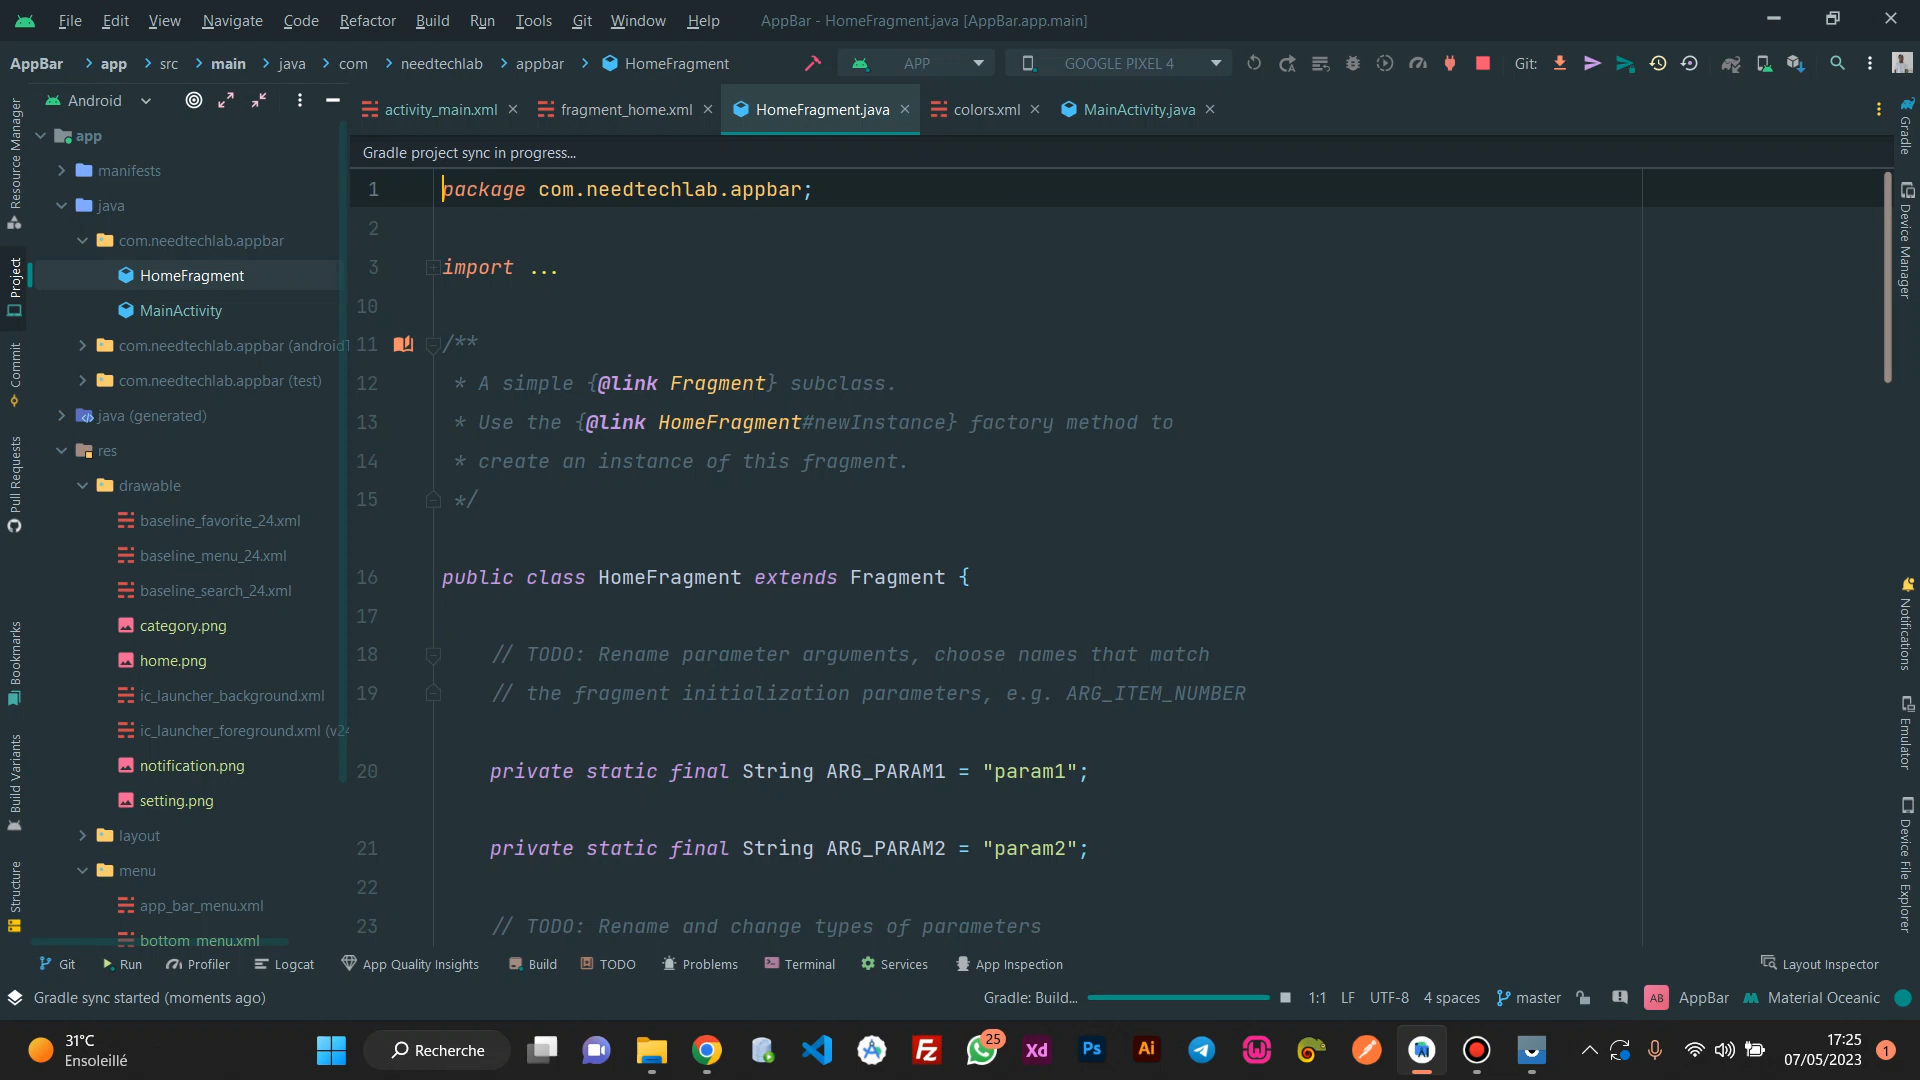 File Edit View Navigate Code Refactor Build Run Tools Git Window Help AppBar - HomeFragment.java [AppBar.app.main]
AppBar app src main java com needtechlab appbar HomeFragment APP GOOGLE PIXEL 4 Git:
Android
activity_main.xml fragment_home.xml HomeFragment.java colors.xml MainActivity.java
Gradle project sync in progress...
Resource Manager
Project
Commit
Pull Requests
Bookmarks
Build Variants
Structure
app
manifests
java
com.needtechlab.appbar
HomeFragment
MainActivity
com.needtechlab.appbar (androidT
com.needtechlab.appbar (test)
java (generated)
res
drawable
baseline_favorite_24.xml
baseline_menu_24.xml
baseline_search_24.xml
category.png
home.png
ic_launcher_background.xml
ic_launcher_foreground.xml (v24
notification.png
setting.png
layout
menu
app_bar_menu.xml
bottom_menu.xml
1 package com.needtechlab.appbar;
2
3 import ...
10
11 /**
12 * A simple {@link Fragment} subclass.
13 * Use the {@link HomeFragment#newInstance} factory method to
14 * create an instance of this fragment.
15 */
16 public class HomeFragment extends Fragment {
17
18 // TODO: Rename parameter arguments, choose names that match
19 // the fragment initialization parameters, e.g. ARG_ITEM_NUMBER
20 private static final String ARG_PARAM1 = "param1";
21 private static final String ARG_PARAM2 = "param2";
22
23 // TODO: Rename and change types of parameters
Gradle
Device Manager
Notifications
Emulator
Device File Explorer
Git Run Profiler Logcat App Quality Insights Build TODO Problems Terminal Services App Inspection Layout Inspector
Gradle sync started (moments ago) Gradle: Build... 1:1 LF UTF-8 4 spaces master AB AppBar Material Oceanic
31°C
Ensoleillé
Recherche
Fz
25
Xd
Ps
Ai
17:25
07/05/2023
1